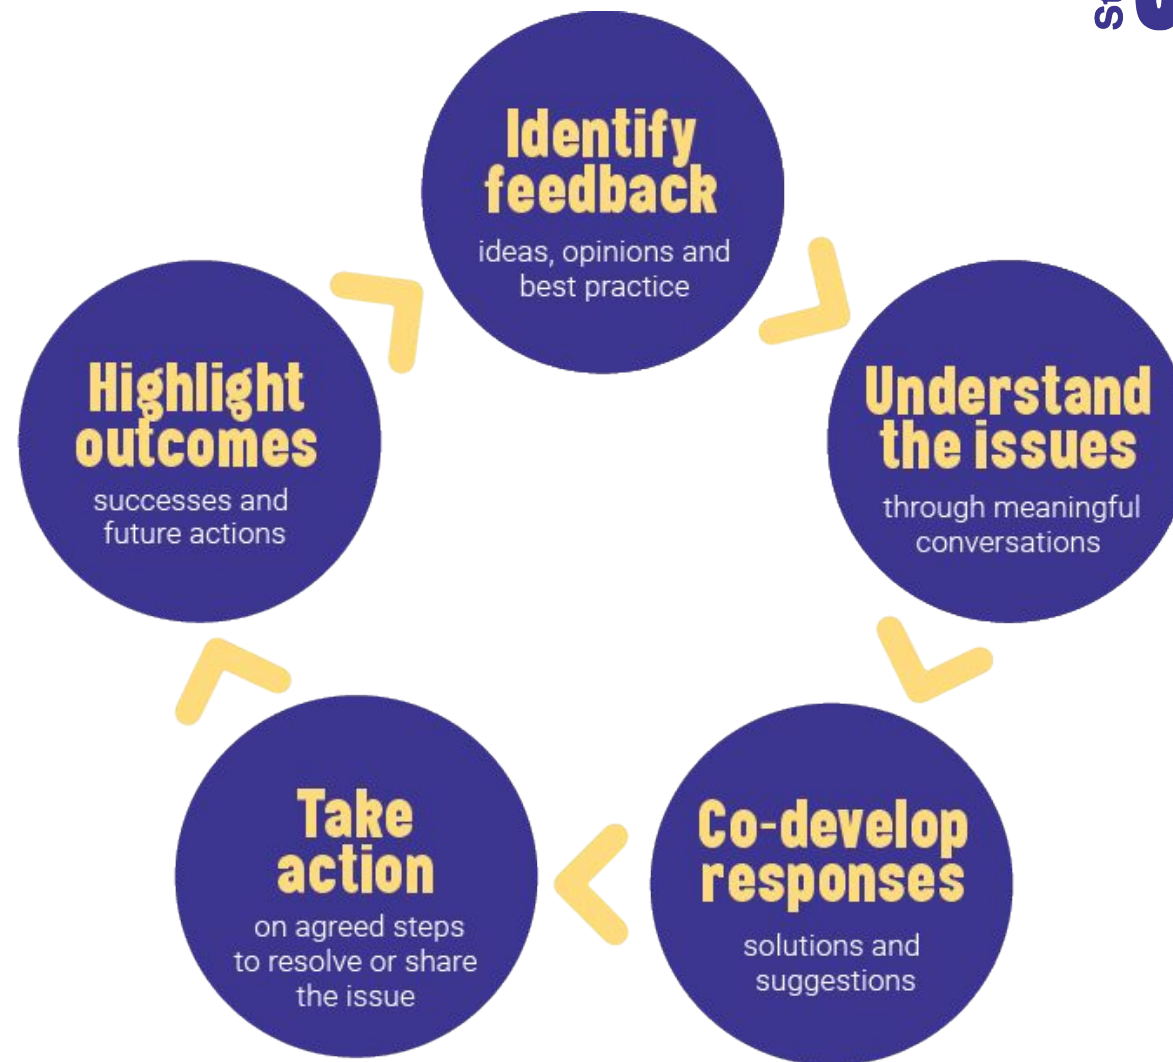 Identify
feedback
ideas, opinions and
best practice
Understand
the issues
through meaningful
conversations
Co-develop
responses
solutions and
suggestions
Take
action
on agreed steps
to resolve or share
the issue
Highlight
outcomes
successes and
future actions